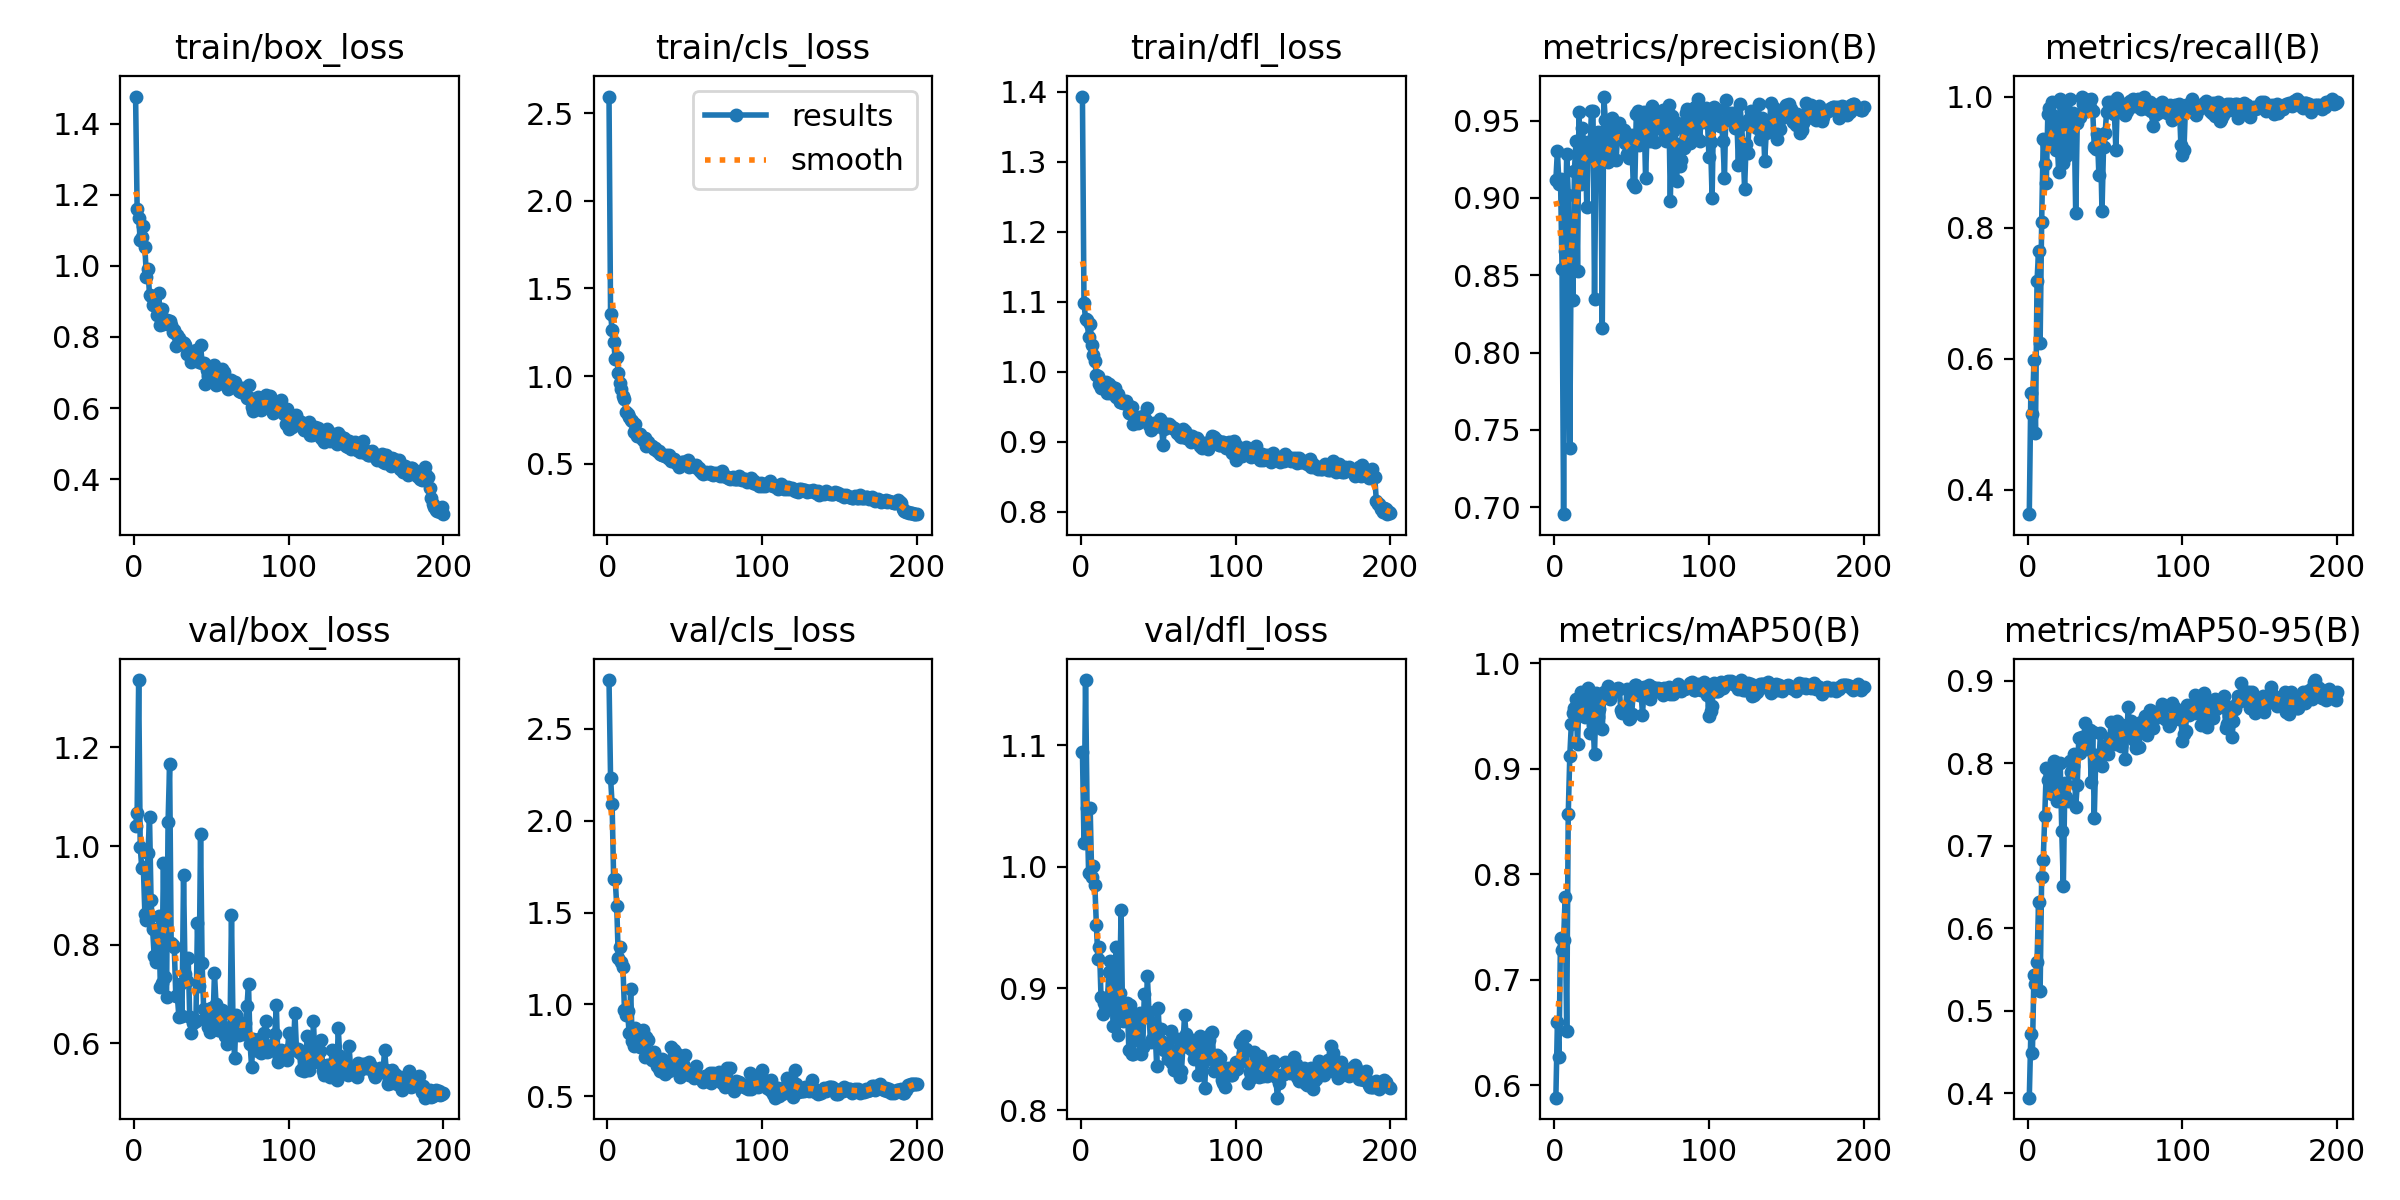 train/box_loss
1.4
1.2
1.0
0.8
0.6
0.4
0 100 200
train/cls_loss
results
smooth
2.5
2.0
1.5
1.0
0.5
0 100 200
train/dfl_loss
1.4
1.3
1.2
1.1
1.0
0.9
0.8
0 100 200
metrics/precision(B)
0.95
0.90
0.85
0.80
0.75
0.70
0 100 200
metrics/recall(B)
1.0
0.8
0.6
0.4
0 100 200
val/box_loss
1.2
1.0
0.8
0.6
0 100 200
val/cls_loss
2.5
2.0
1.5
1.0
0.5
0 100 200
val/dfl_loss
1.1
1.0
0.9
0.8
0 100 200
metrics/mAP50(B)
1.0
0.9
0.8
0.7
0.6
0 100 200
metrics/mAP50-95(B)
0.9
0.8
0.7
0.6
0.5
0.4
0 100 200